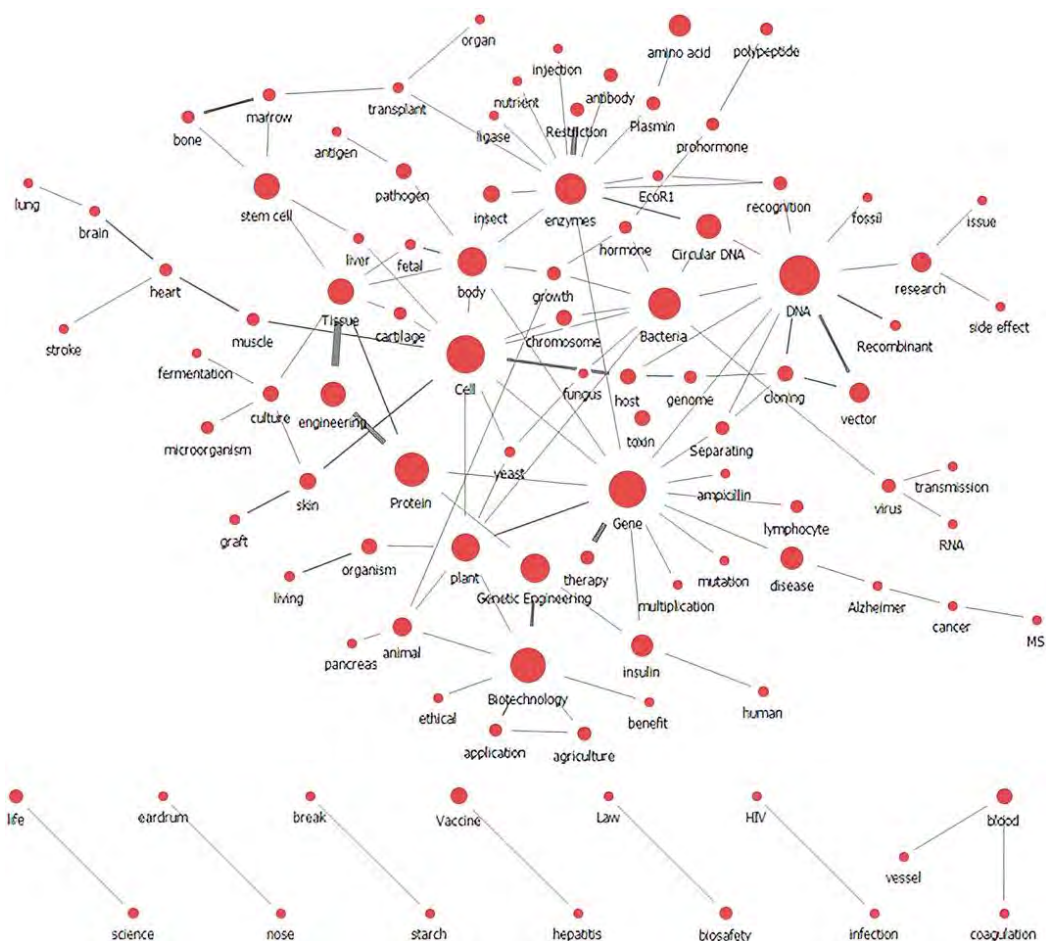 organ
amino acid
polypeptide
injection
nutrient
antibody
transplant
marrow
ligase
Restriction
Plasmin
bone
antigen
prohormone
pathogen
lung
stem cell
insect
enzymes
EcoR1
recognition
fossil
issue
brain
liver
fetal
hormone
Circular DNA
heart
body
growth
research
Tissue
Bacteria
DNA
side effect
stroke
muscle
cartilage
chromosome
Recombinant
fermentation
Cell
fungus
host
genome
cloning
vector
culture
engineering
toxin
microorganism
Separating
yeast
skin
Protein
ampicillin
transmission
virus
graft
Gene
lymphocyte
RNA
organism
plant
therapy
mutation
disease
living
Genetic Engineering
multiplication
Alzheimer
cancer
MS
pancreas
animal
insulin
Biotechnology
ethical
benefit
human
application
agriculture
life
eardrum
break
Vaccine
Law
HIV
blood
vessel
science
nose
starch
hepatitis
biosafety
infection
coagulation